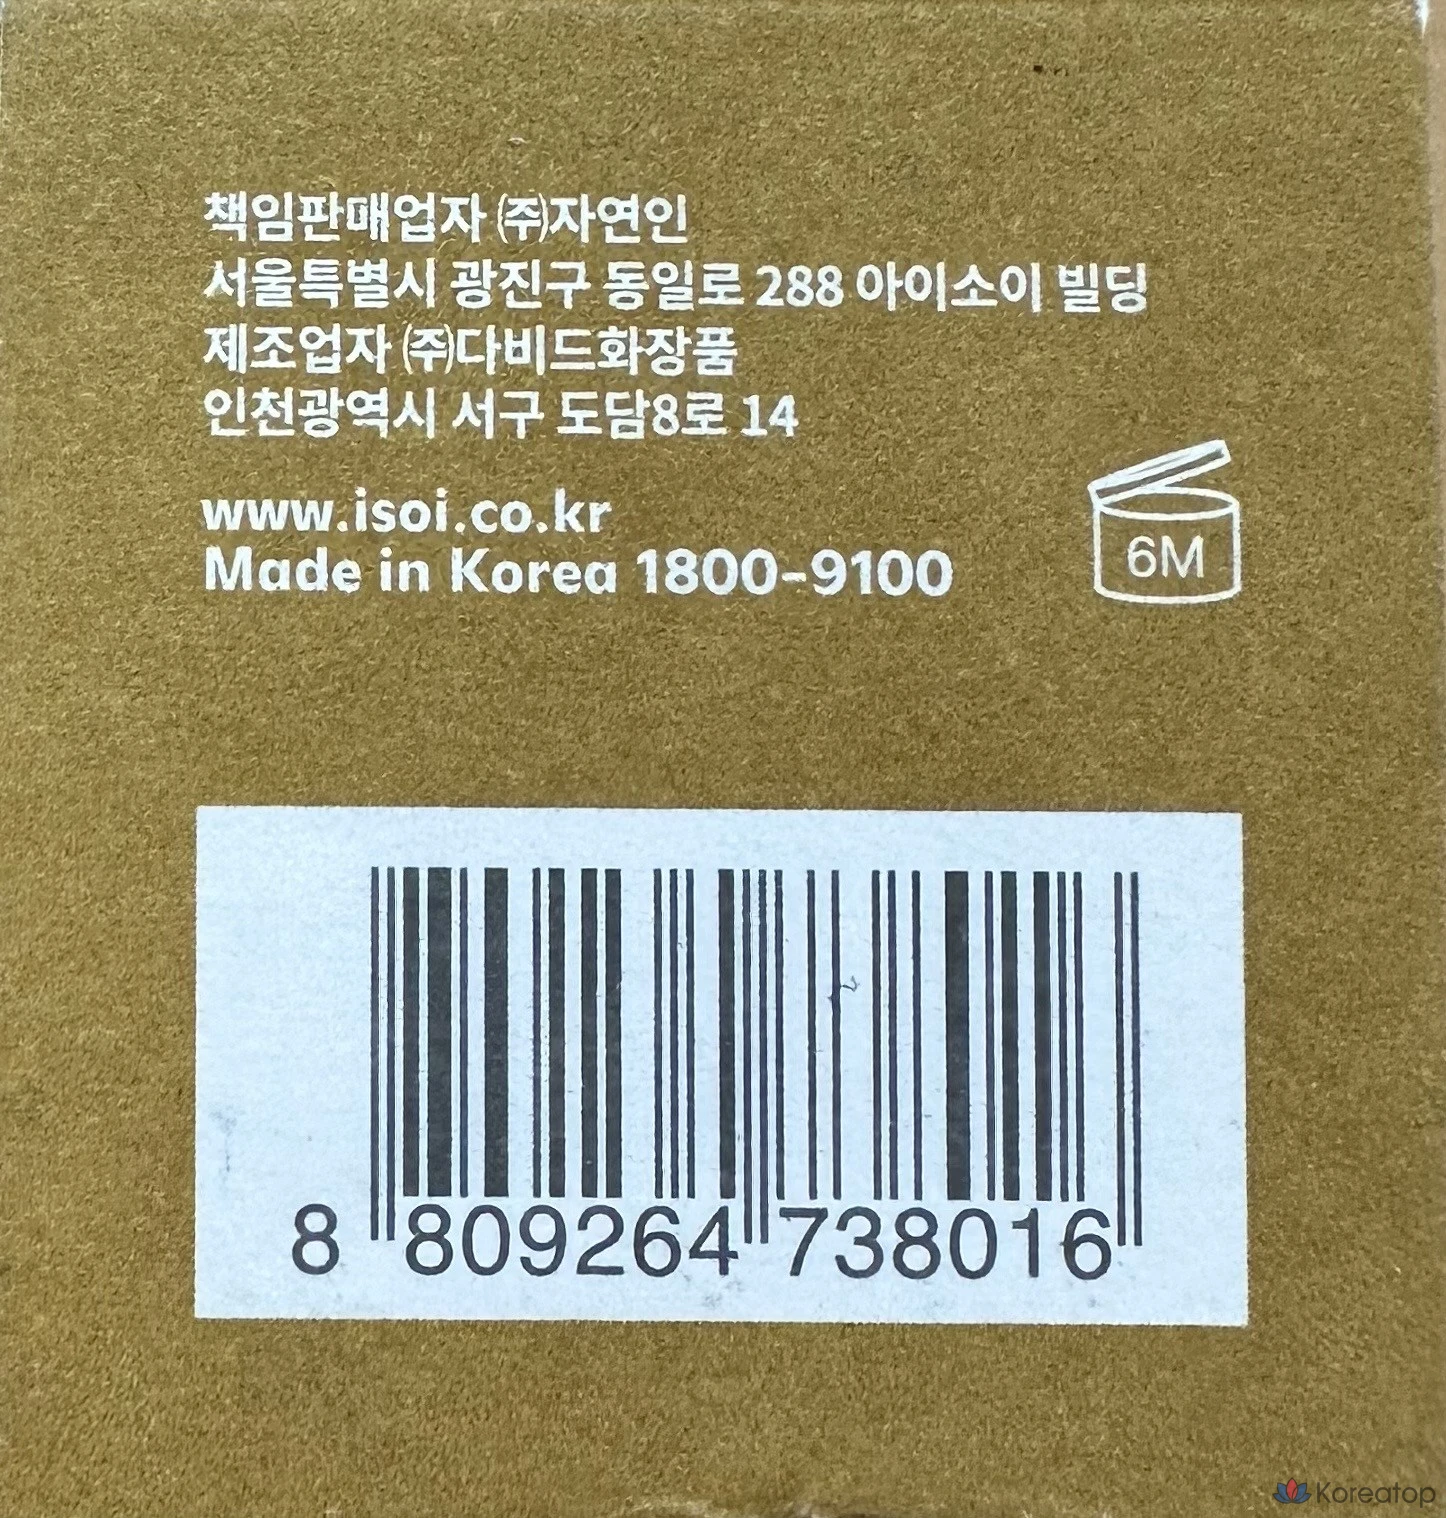 책임판매업자 ㈜자연인
서울특별시 광진구 동일로 288 아이소이 빌딩
제조업자 ㈜다비드화장품
인천광역시 서구 도담8로 14
www.isoi.co.kr
Made in Korea 1800-9100
6M
8 809264 738016
Koreatop